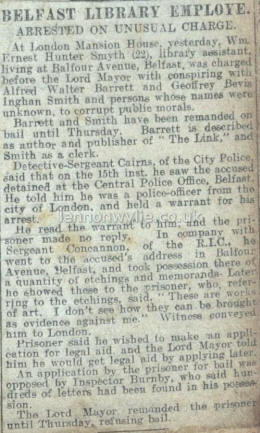 BELFAST LIBRARY EMPLOYE.
ARRESTED ON UNUSUAL CHARGE.
At London Mansion House, yesterday, Wm.
Ernest Hunter Smyth (22), library assistant,
living at Balfour Avenue, Belfast, was charged
before the Lord Mayor with conspiring with
Alfred Walter Barrett and Geoffrey Bevis
Ingham Smith and persons whose names were
unknown, to corrupt public morals.
Barrett and Smith have been remanded on
bail until Thursday. Barrett is described
as author and publisher of "The Link," and
Smith as a clerk.
Detective-Sergeant Cairns, of the City Police,
said that on the 15th inst. he saw the accused
detained at the Central Police Office, Belfast.
He told him he was a police-officer from the
city of London, and held a warrant for his
arrest.
He read the warrant to him, and the pri-
soner made no reply. In company with
Sergeant Concannon, of the R.I.C., he
went to the accused's address in Balfour
Avenue, Belfast, and took possession there of
a quantity of etchings and memoranda. Later
he showed these to the prisoner, who, refer-
ring to the etchings, said, "These are works
of art. I don't see how they can be brought
as evidence against me." Witness conveyed
him to London.
Prisoner said he wished to make an appli-
cation for legal aid, and the Lord Mayor told
him he would get legal aid by applying later.
An application by the prisoner for bail was
opposed by Inspector Burnby, who said hun-
dreds of letters had been found in his posses-
sion.
The Lord Mayor remanded the prisoner
until Thursday, refusing bail.
lennonwylie.co.uk